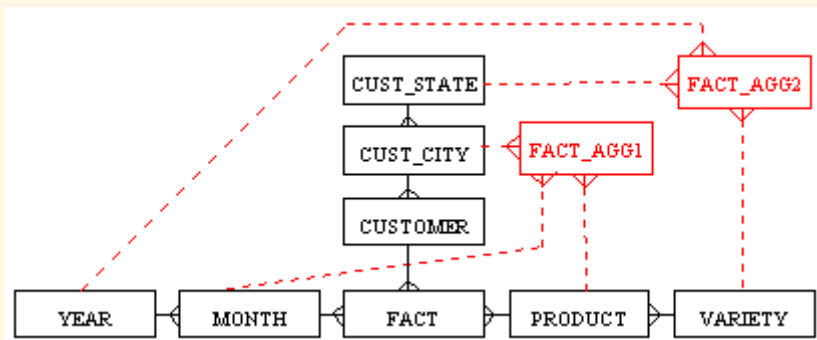 CUST_STATE
FACT_AGG2
CUST_CITY
FACT_AGG1
CUSTOMER
YEAR
MONTH
FACT
PRODUCT
VARIETY